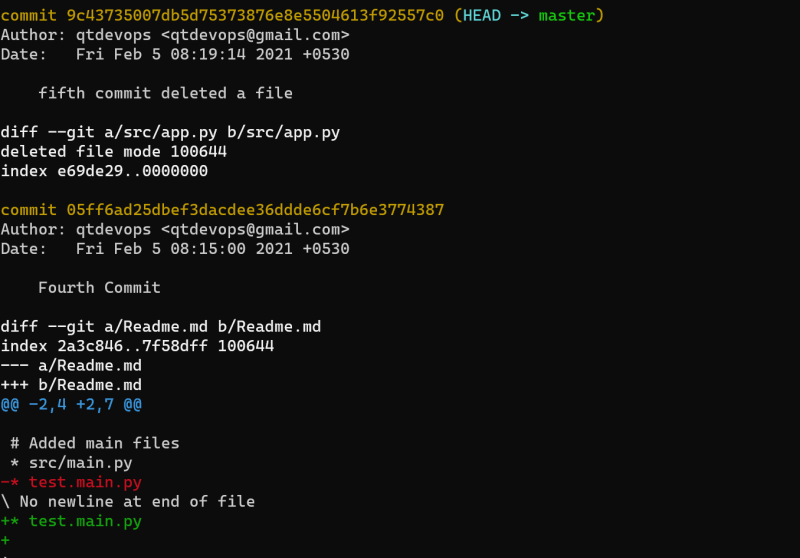 commit 9c43735007db5d75373876e8e5504613f92557c0 (HEAD -> master)
Author: qtdevops <qtdevops@gmail.com>
Date:   Fri Feb 5 08:19:14 2021 +0530

    fifth commit deleted a file

diff --git a/src/app.py b/src/app.py
deleted file mode 100644
index e69de29..0000000

commit 05ff6ad25dbef3dacdee36ddde6cf7b6e3774387
Author: qtdevops <qtdevops@gmail.com>
Date:   Fri Feb 5 08:15:00 2021 +0530

    Fourth Commit

diff --git a/Readme.md b/Readme.md
index 2a3c846..7f58dff 100644
--- a/Readme.md
+++ b/Readme.md
@@ -2,4 +2,7 @@

 # Added main files
 * src/main.py
-* test.main.py
\ No newline at end of file
+* test.main.py
+